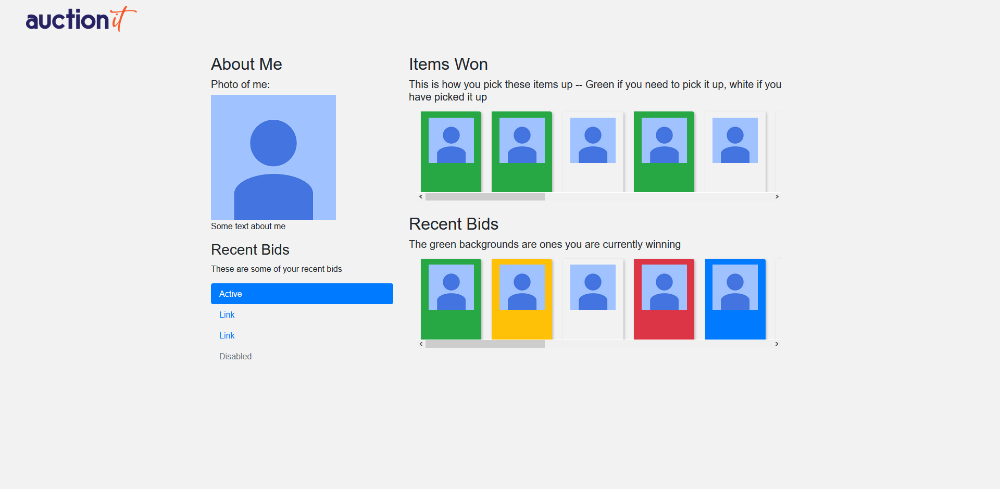 auctionit
About Me
Photo of me:
Some text about me
Recent Bids
These are some of your recent bids
Active
Link
Link
Disabled
Items Won
This is how you pick these items up -- Green if you need to pick it up, white if you
have picked it up
Recent Bids
The green backgrounds are ones you are currently winning